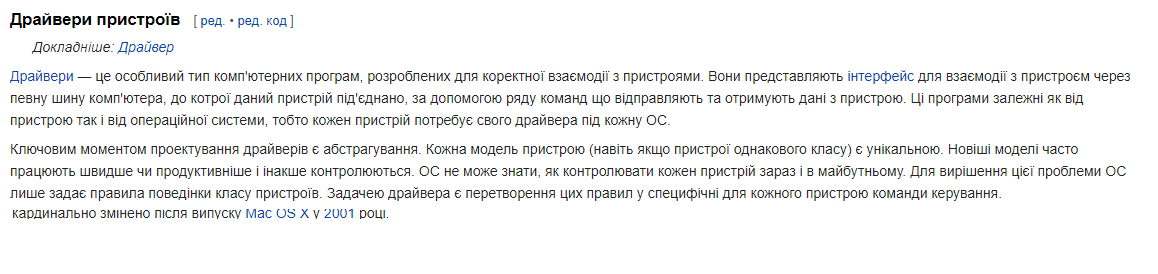 Драйвери пристроїв [ ред. • ред. код ]
Докладніше: Драйвер
Драйвери — це особливий тип комп'ютерних програм, розроблених для коректної взаємодії з пристроями. Вони представляють інтерфейс для взаємодії з пристроєм через
певну шину комп'ютера, до котрої даний пристрій під'єднано, за допомогою ряду команд що відправляють та отримують дані з пристрою. Ці програми залежні як від
пристрою так і від операційної системи, тобто кожен пристрій потребує свого драйвера під кожну ОС.
Ключовим моментом проектування драйверів є абстрагування. Кожна модель пристрою (навіть якщо пристрої однакового класу) є унікальною. Новіші моделі часто
працюють швидше чи продуктивніше і інакше контролюються. ОС не може знати, як контролювати кожен пристрій зараз і в майбутньому. Для вирішення цієї проблеми ОС
лише задає правила поведінки класу пристроїв. Задачею драйвера є перетворення цих правил у специфічні для кожного пристрою команди керування.
кардинально змінено після випуску Mac OS X у 2001 році.